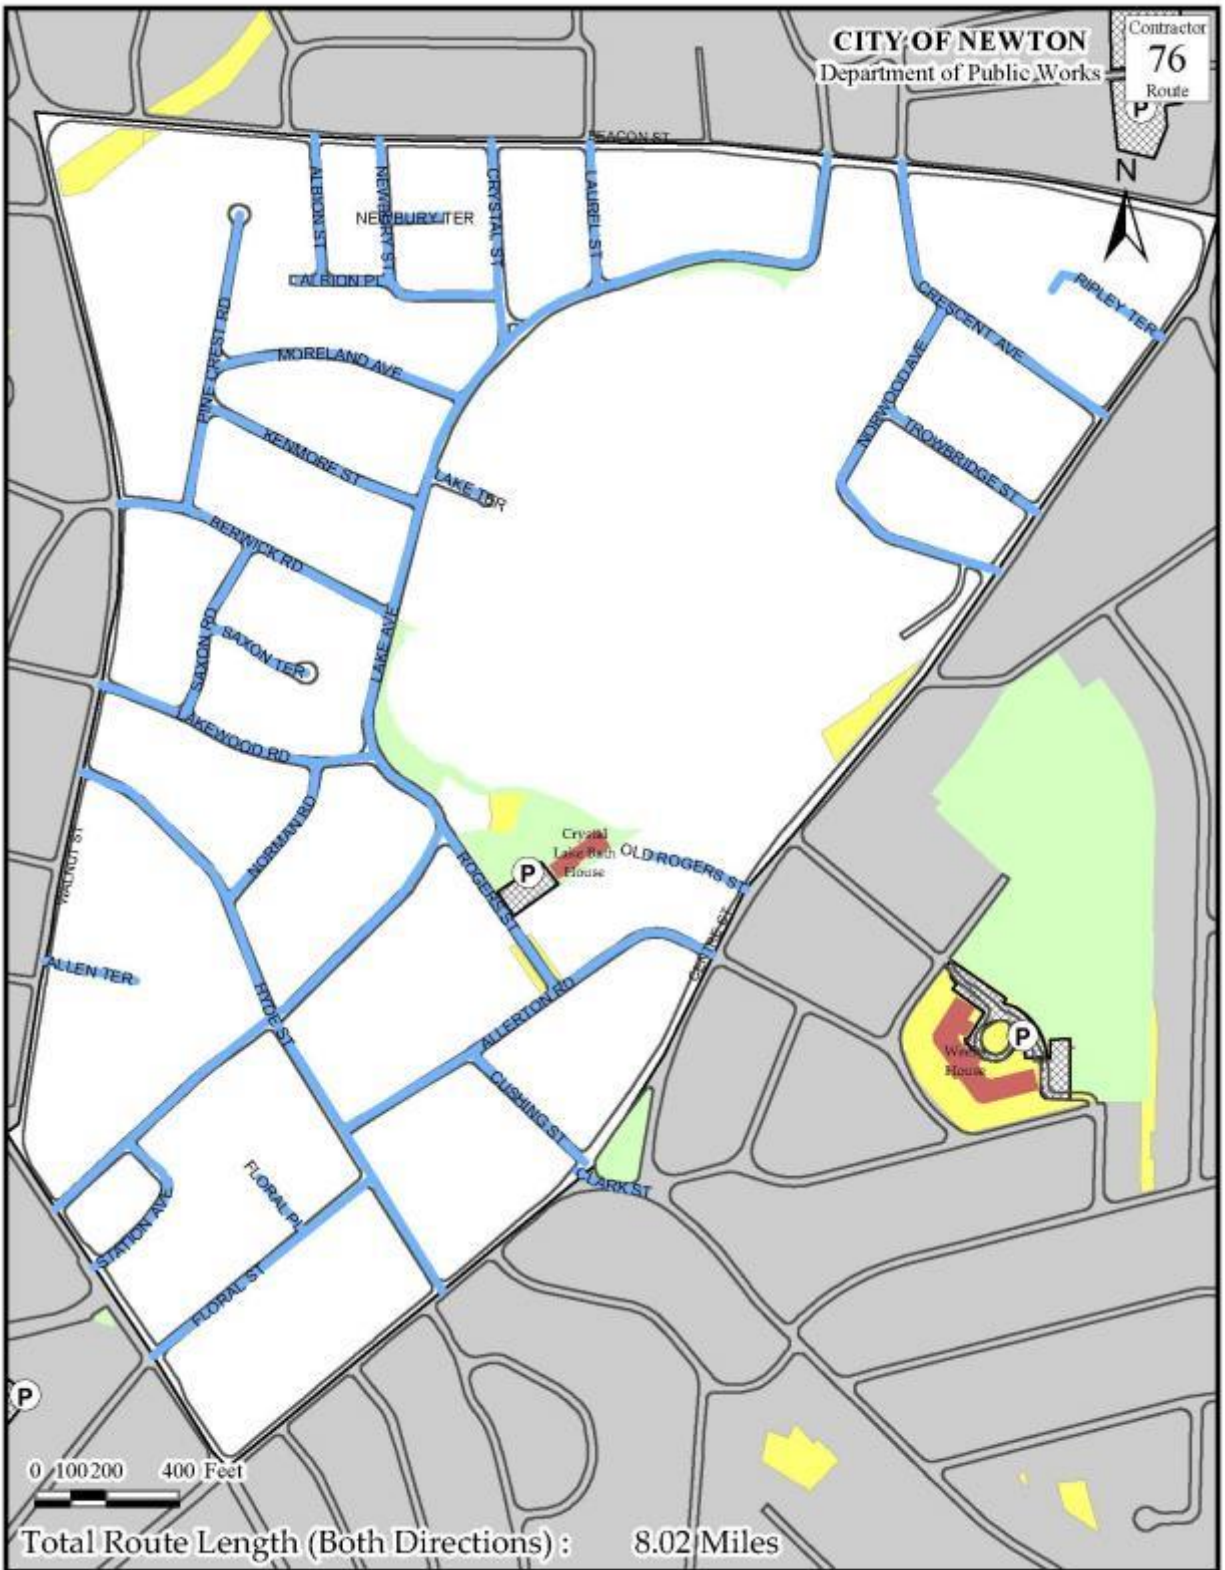 CITY OF NEWTON
Department of Public Works
Contractor
76
Route
P
N
BEACON ST
ALBION ST
NEWBURY ST
NEWBURY TER
CRYSTAL ST
LAUREL ST
PINE CREST RD
MORELAND AVE
KENMORE ST
LAKE TER
CRESCENT AVE
RIPLEY TER
NORWOOD AVE
TROWBRIDGE ST
BERWICK RD
SAXON RD
SAXON TER
LAKE AVE
LAKEWOOD RD
NORMAN RD
WALNUT ST
Crystal
Lake Bath
House
P
OLD ROGERS ST
ROGERS ST
CENTRE ST
ALLEN TER
HYDE ST
ALLERTON RD
P
House
CUSHING ST
CLARK ST
FLORAL PL
STATION AVE
FLORAL ST
P
0 100 200 400 Feet
Total Route Length (Both Directions) : 8.02 Miles